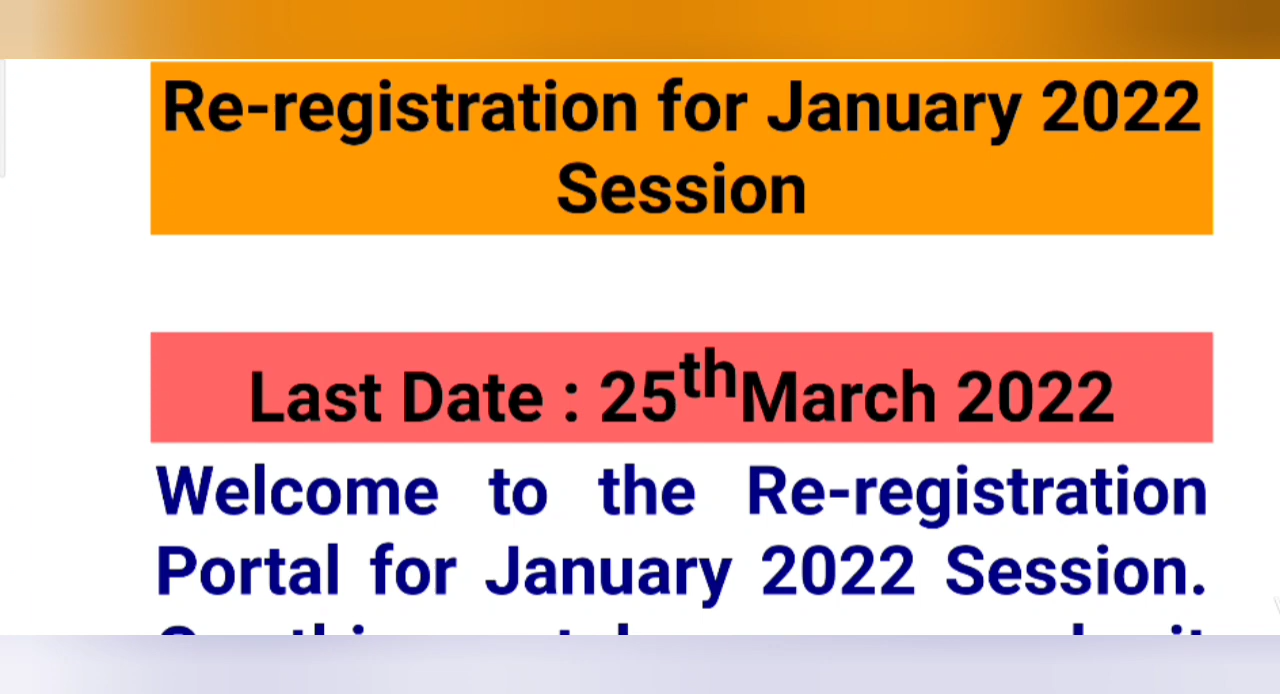 Re-registration for January 2022
Session
Last Date : 25thMarch 2022
Welcome to the Re-registration
Portal for January 2022 Session.